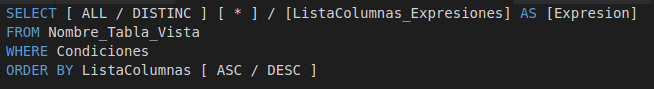 SELECT [ ALL / DISTINC ] [ * ] / [ListaColumnas_Expresiones] AS [Expresion]
FROM Nombre_Tabla_Vista
WHERE Condiciones
ORDER BY ListaColumnas [ ASC / DESC ]